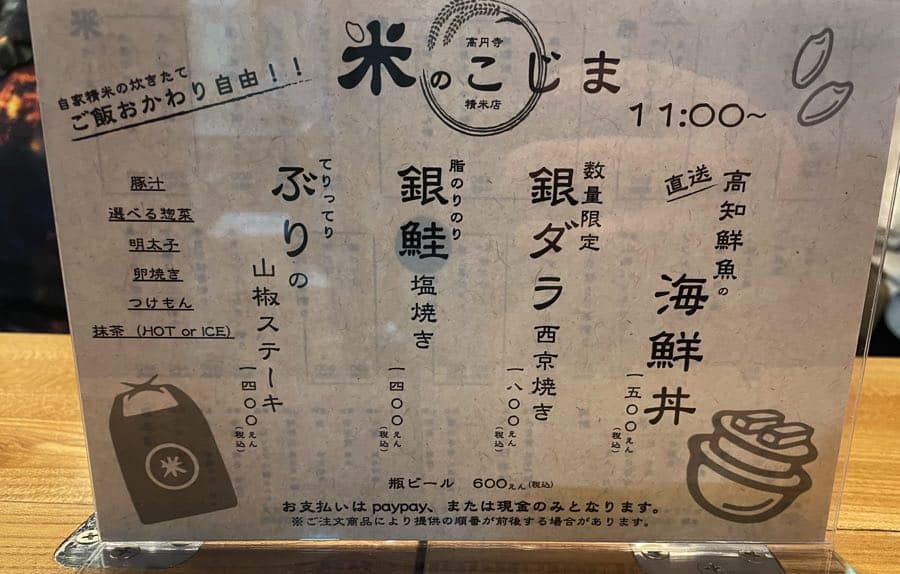 米のこじま
高円寺
精米店
自家精米の炊きたて
ご飯おかわり自由！！
11:00～
直送
高知鮮魚の
海鮮丼
一五〇〇えん（税込）
数量限定
銀ダラ西京焼き
一八〇〇えん（税込）
脂のりのり
銀鮭塩焼き
一四〇〇えん（税込）
てりってり
ぶりの
山椒ステーキ
一四〇〇えん（税込）
豚汁
選べる惣菜
明太子
卵焼き
つけもん
抹茶（HOT or ICE）
米
瓶ビール 600えん（税込）
お支払いは paypay、または現金のみとなります。
※ご注文商品により提供の順番が前後する場合があります。